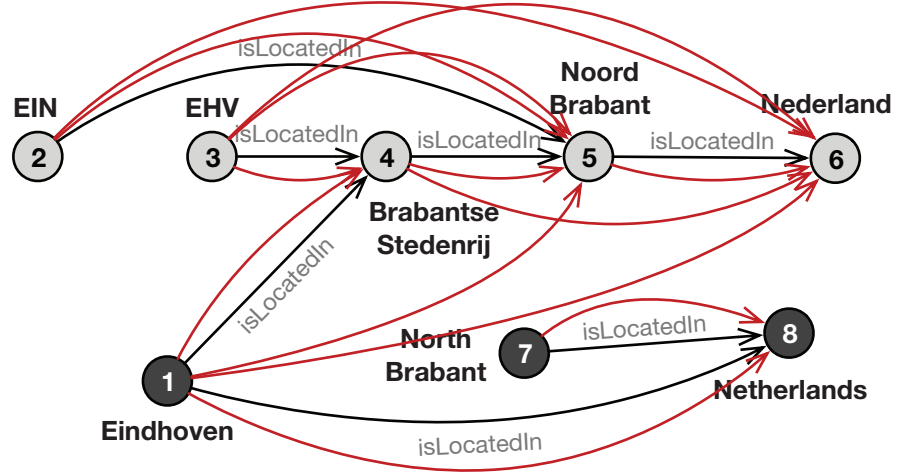 isLocatedIn
Noord
Brabant
EIN
EHV
Nederland
isLocatedIn
isLocatedIn
isLocatedIn
2
3
4
5
6
Brabantse
Stedenrij
isLocatedIn
North
Brabant
7
isLocatedIn
8
1
Netherlands
Eindhoven
isLocatedIn